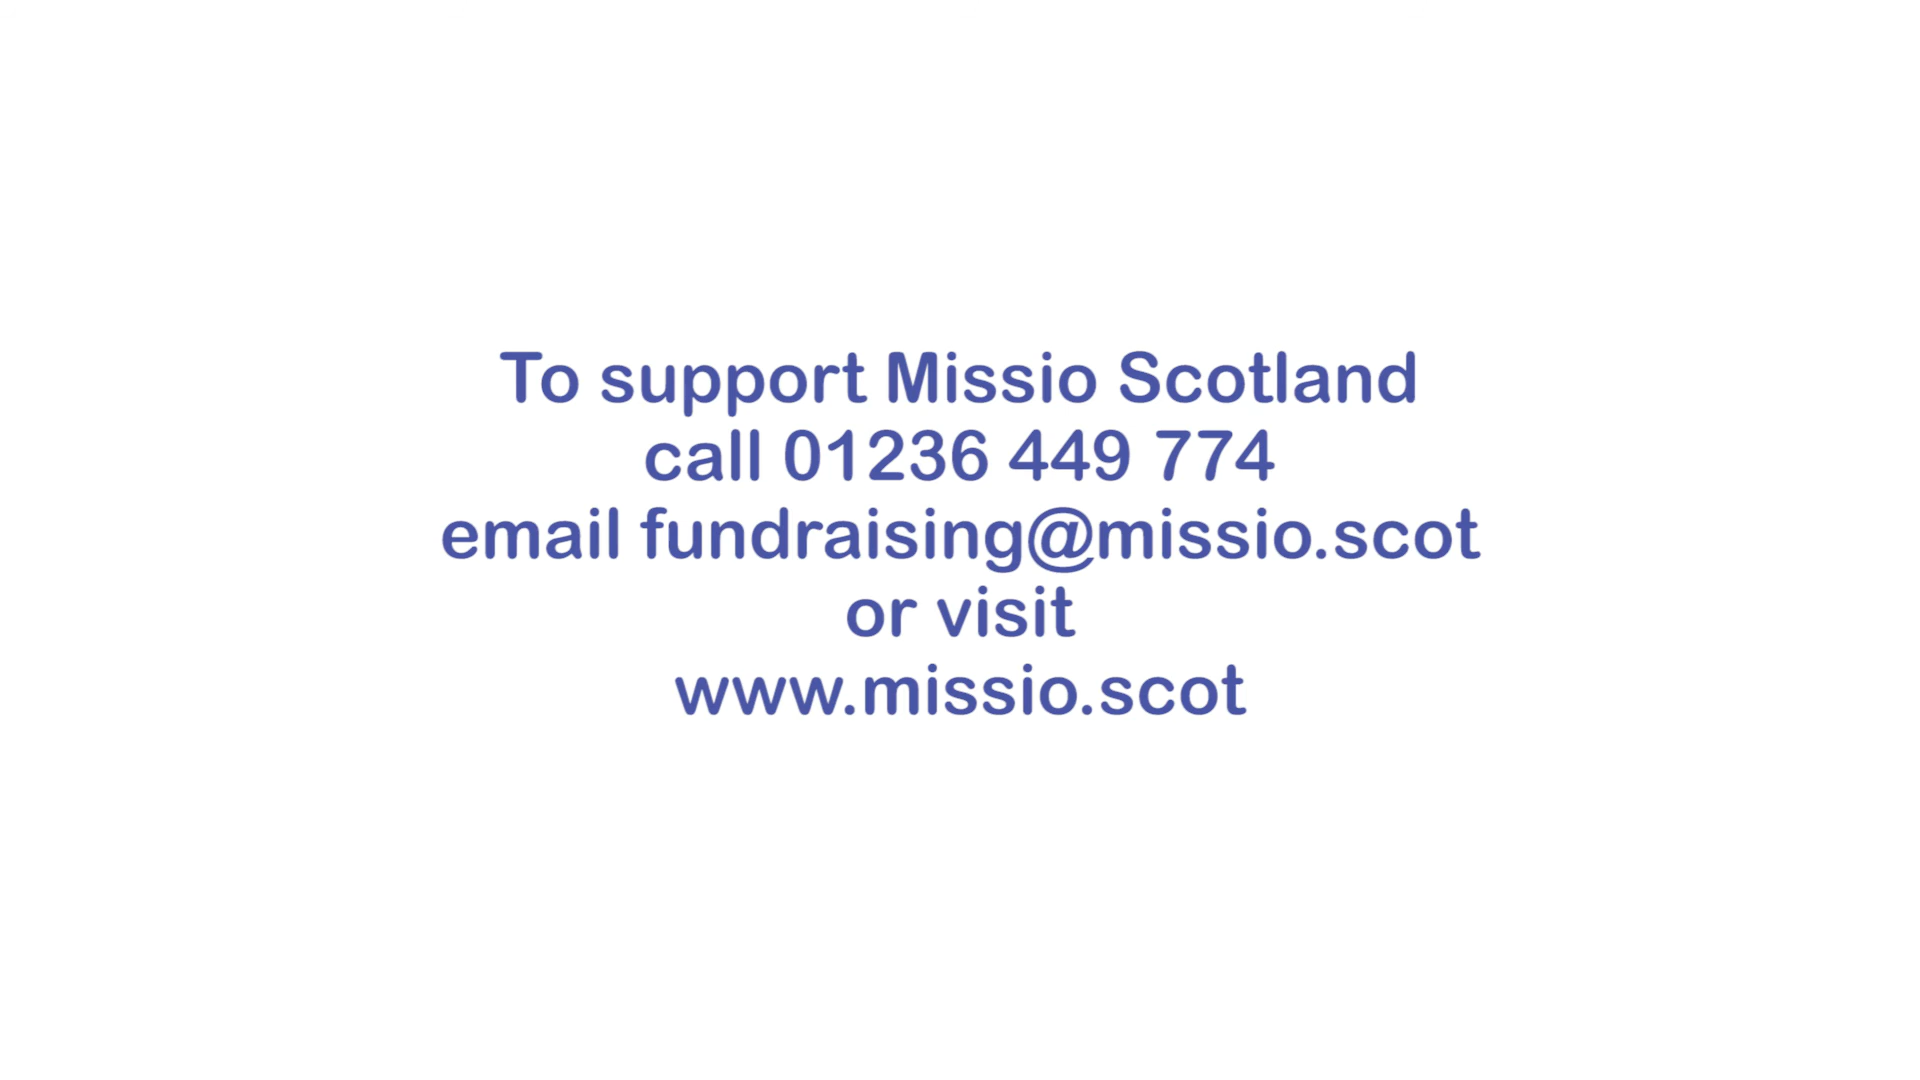 To support Missio Scotland
call 01236 449 774
email fundraising@missio.scot
or visit
www.missio.scot